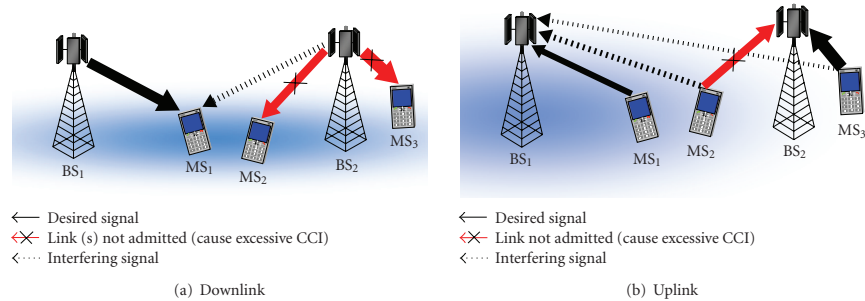 BS1
MS1
MS2
BS2
MS3
Desired signal
Link (s) not admitted (cause excessive CCI)
Interfering signal
(a) Downlink
BS1
MS1
MS2
BS2
MS3
Desired signal
Link not admitted (cause excessive CCI)
Interfering signal
(b) Uplink